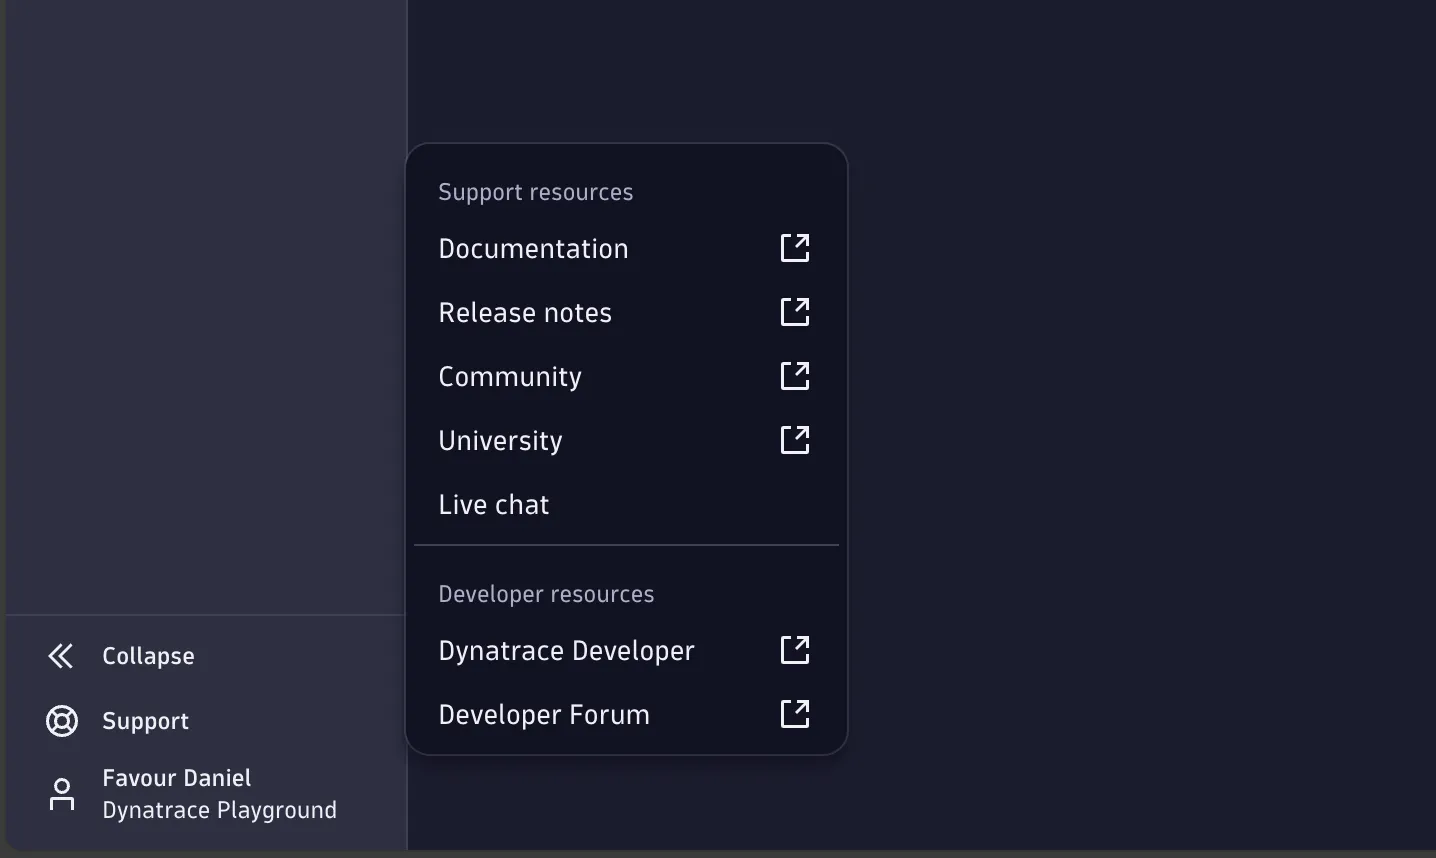 Support resources
Documentation
Release notes
Community
University
Live chat
Developer resources
Dynatrace Developer
Developer Forum
Collapse
Support
Favour Daniel
Dynatrace Playground